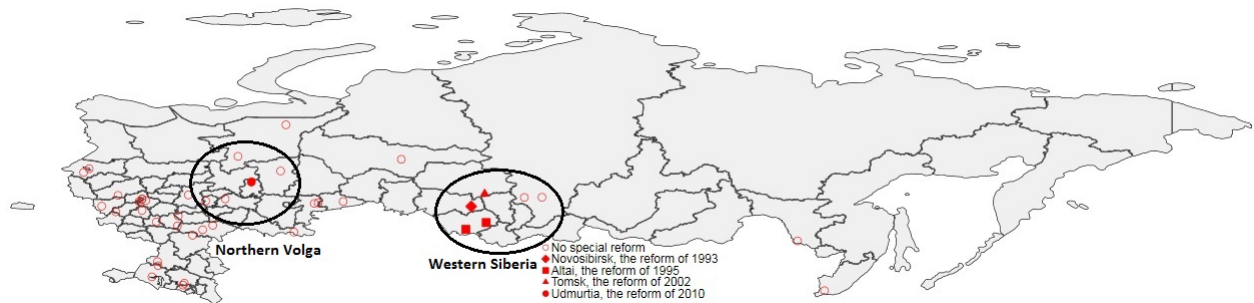 Northern Volga
Western Siberia
No special reform
Novosibirsk, the reform of 1993
Altai, the reform of 1995
Tomsk, the reform of 2002
Udmurtia, the reform of 2010